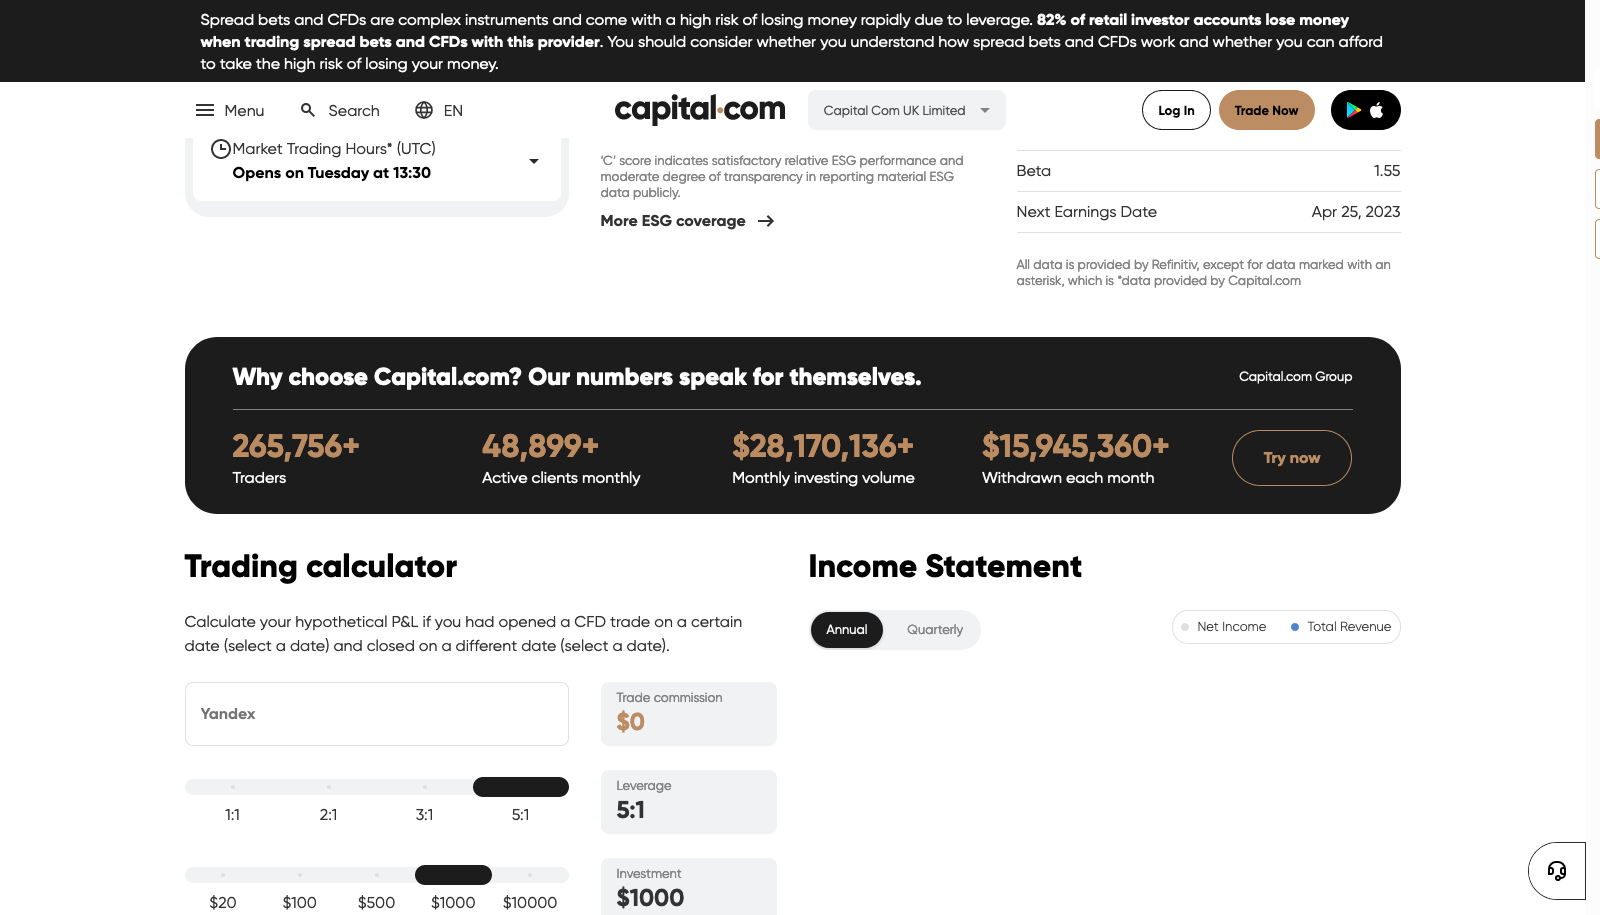 Spread bets and CFDs are complex instruments and come with a high risk of losing money rapidly due to leverage. 82% of retail investor accounts lose money
when trading spread bets and CFDs with this provider. You should consider whether you understand how spread bets and CFDs work and whether you can afford
to take the high risk of losing your money.
Menu
Search
EN
capital.com
Capital Com UK Limited
Log In
Trade Now
Market Trading Hours* (UTC)
Opens on Tuesday at 13:30
‘C’ score indicates satisfactory relative ESG performance and
moderate degree of transparency in reporting material ESG
data publicly.
More ESG coverage
Beta 1.55
Next Earnings Date Apr 25, 2023
All data is provided by Refinitiv, except for data marked with an
asterisk, which is *data provided by Capital.com
Why choose Capital.com? Our numbers speak for themselves.
Capital.com Group
265,756+
Traders
48,899+
Active clients monthly
$28,170,136+
Monthly investing volume
$15,945,360+
Withdrawn each month
Try now
Trading calculator
Calculate your hypothetical P&L if you had opened a CFD trade on a certain
date (select a date) and closed on a different date (select a date).
Yandex
Trade commission
$0
1:1 2:1 3:1 5:1
Leverage
5:1
$20 $100 $500 $1000 $10000
Investment
$1000
Income Statement
Annual
Quarterly
Net Income
Total Revenue